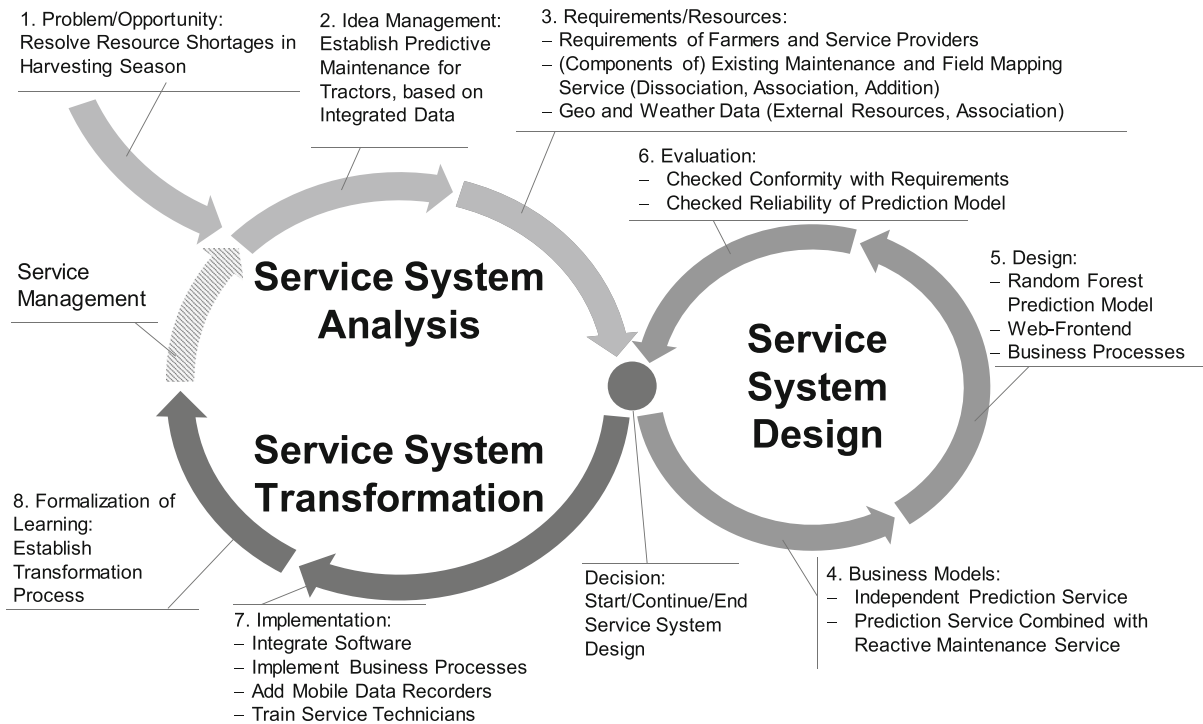 1. Problem/Opportunity:
Resolve Resource Shortages in
Harvesting Season
2. Idea Management:
Establish Predictive
Maintenance for
Tractors, based on
Integrated Data
3. Requirements/Resources:
– Requirements of Farmers and Service Providers
– (Components of) Existing Maintenance and Field Mapping
Service (Dissociation, Association, Addition)
– Geo and Weather Data (External Resources, Association)
6. Evaluation:
– Checked Conformity with Requirements
– Checked Reliability of Prediction Model
Service
Management
Service System
Analysis
5. Design:
– Random Forest
Prediction Model
– Web-Frontend
– Business Processes
Service
System
Design
Service System
Transformation
8. Formalization of
Learning:
Establish
Transformation
Process
7. Implementation:
– Integrate Software
– Implement Business Processes
– Add Mobile Data Recorders
– Train Service Technicians
Decision:
Start/Continue/End
Service System
Design
4. Business Models:
– Independent Prediction Service
– Prediction Service Combined with
Reactive Maintenance Service